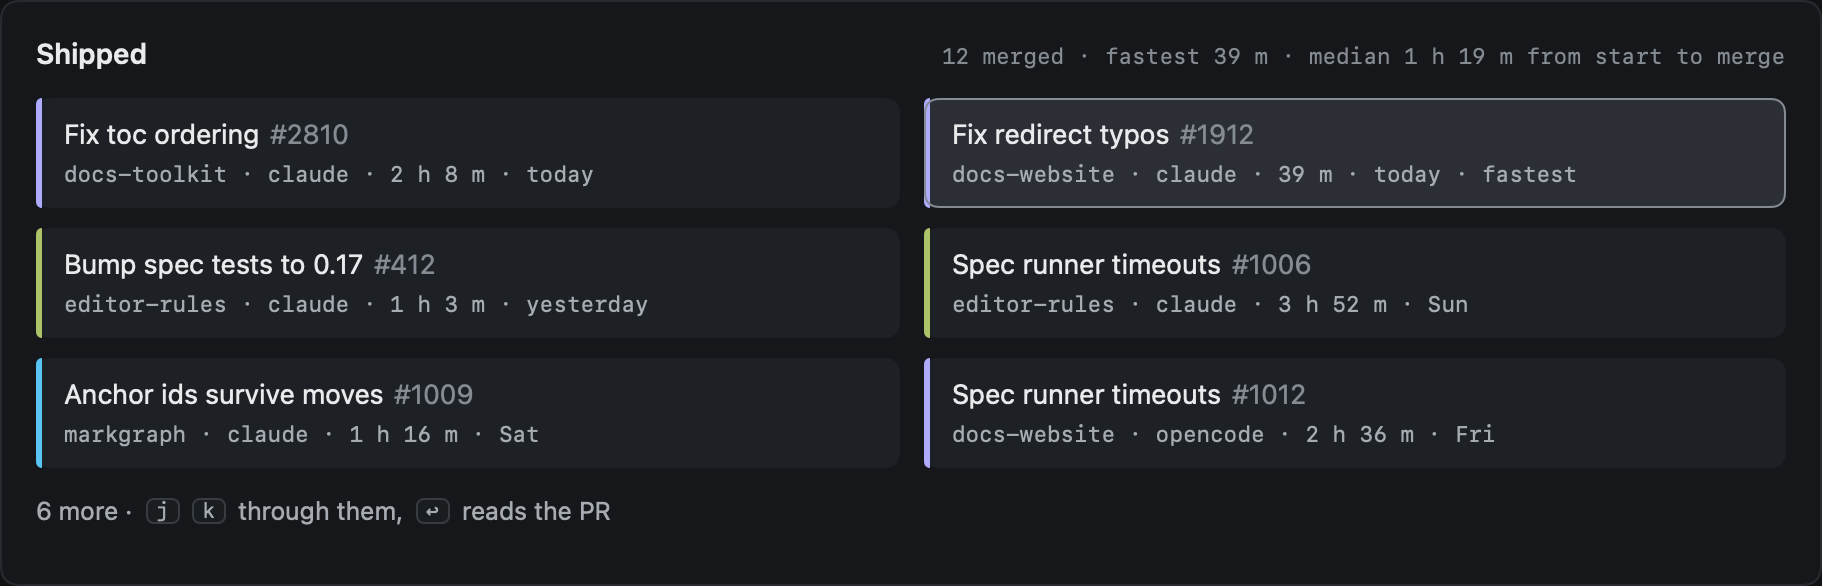 Shipped
12 merged · fastest 39 m · median 1 h 19 m from start to merge
Fix toc ordering #2810
docs-toolkit · claude · 2 h 8 m · today
Fix redirect typos #1912
docs-website · claude · 39 m · today · fastest
Bump spec tests to 0.17 #412
editor-rules · claude · 1 h 3 m · yesterday
Spec runner timeouts #1006
editor-rules · claude · 3 h 52 m · Sun
Anchor ids survive moves #1009
markgraph · claude · 1 h 16 m · Sat
Spec runner timeouts #1012
docs-website · opencode · 2 h 36 m · Fri
6 more · j k through them, ↩ reads the PR